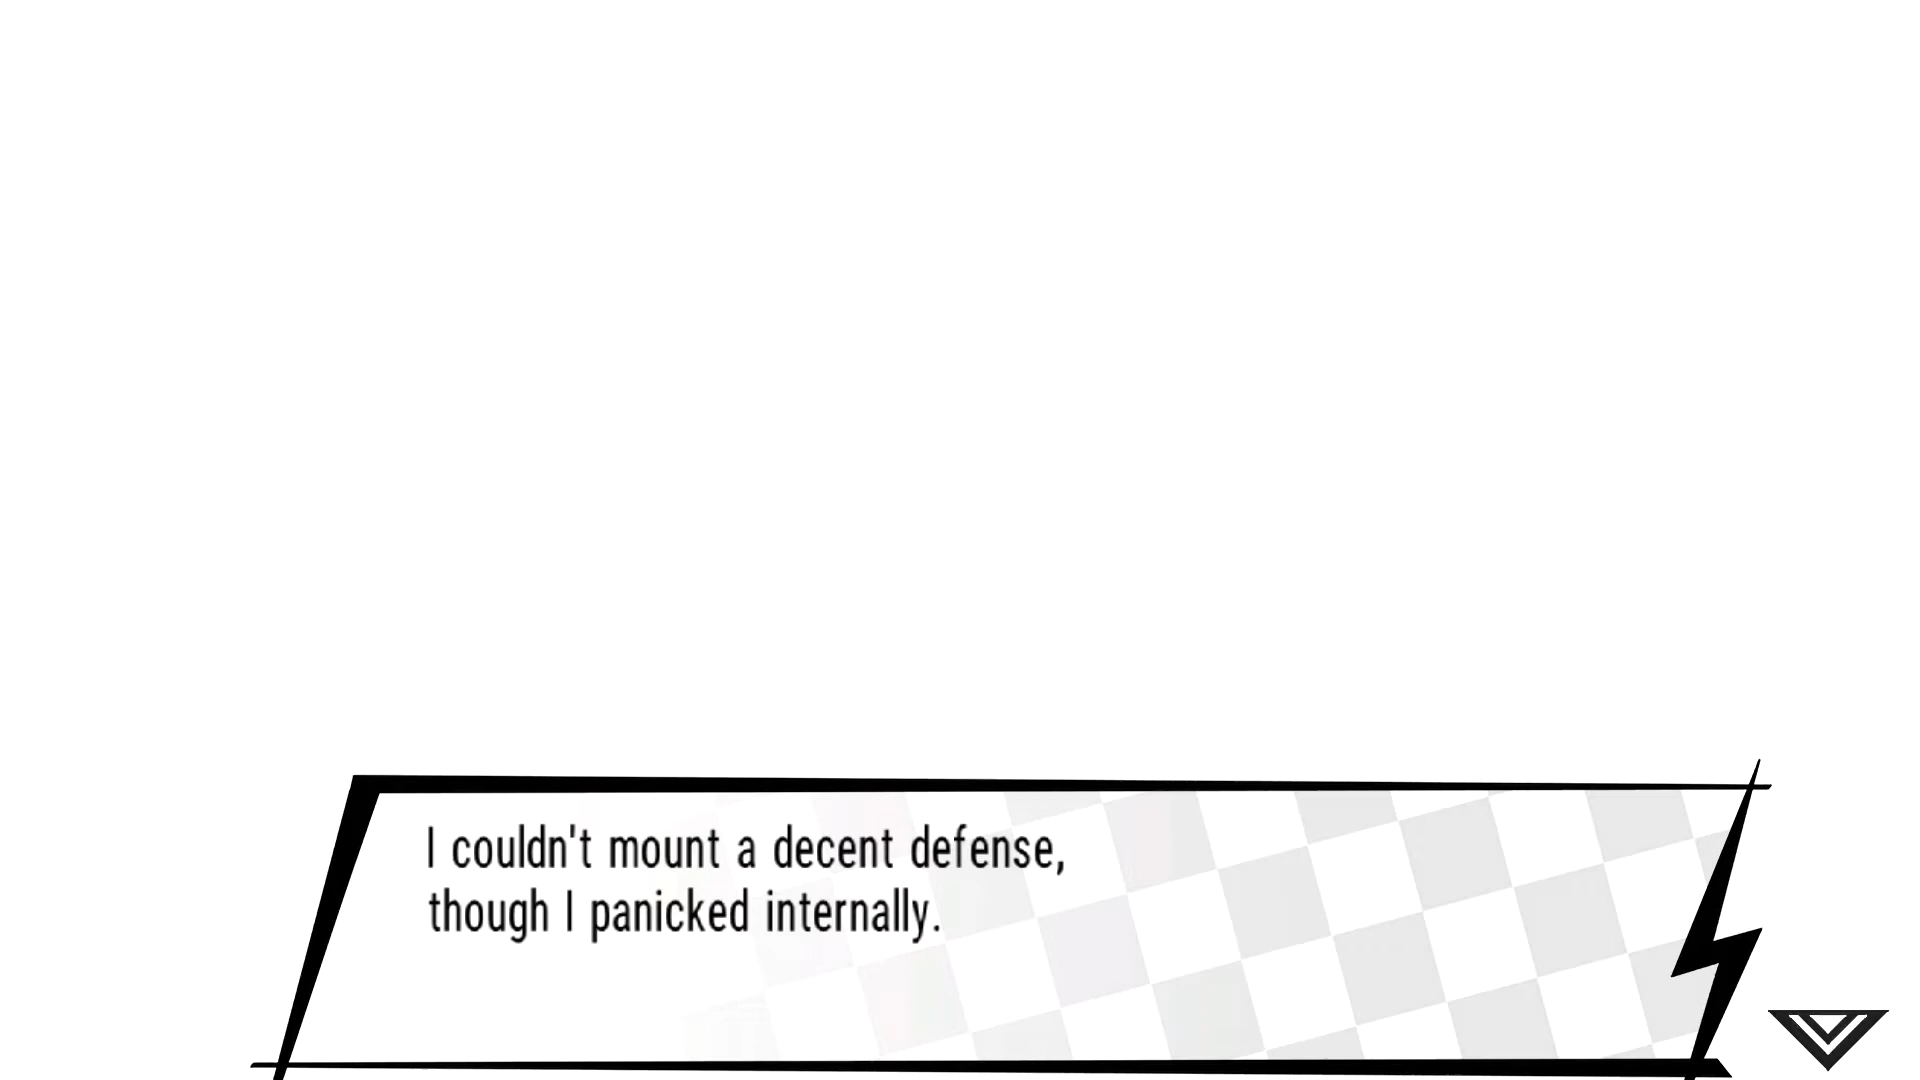 I couldn't mount a decent defense,
though I panicked internally.